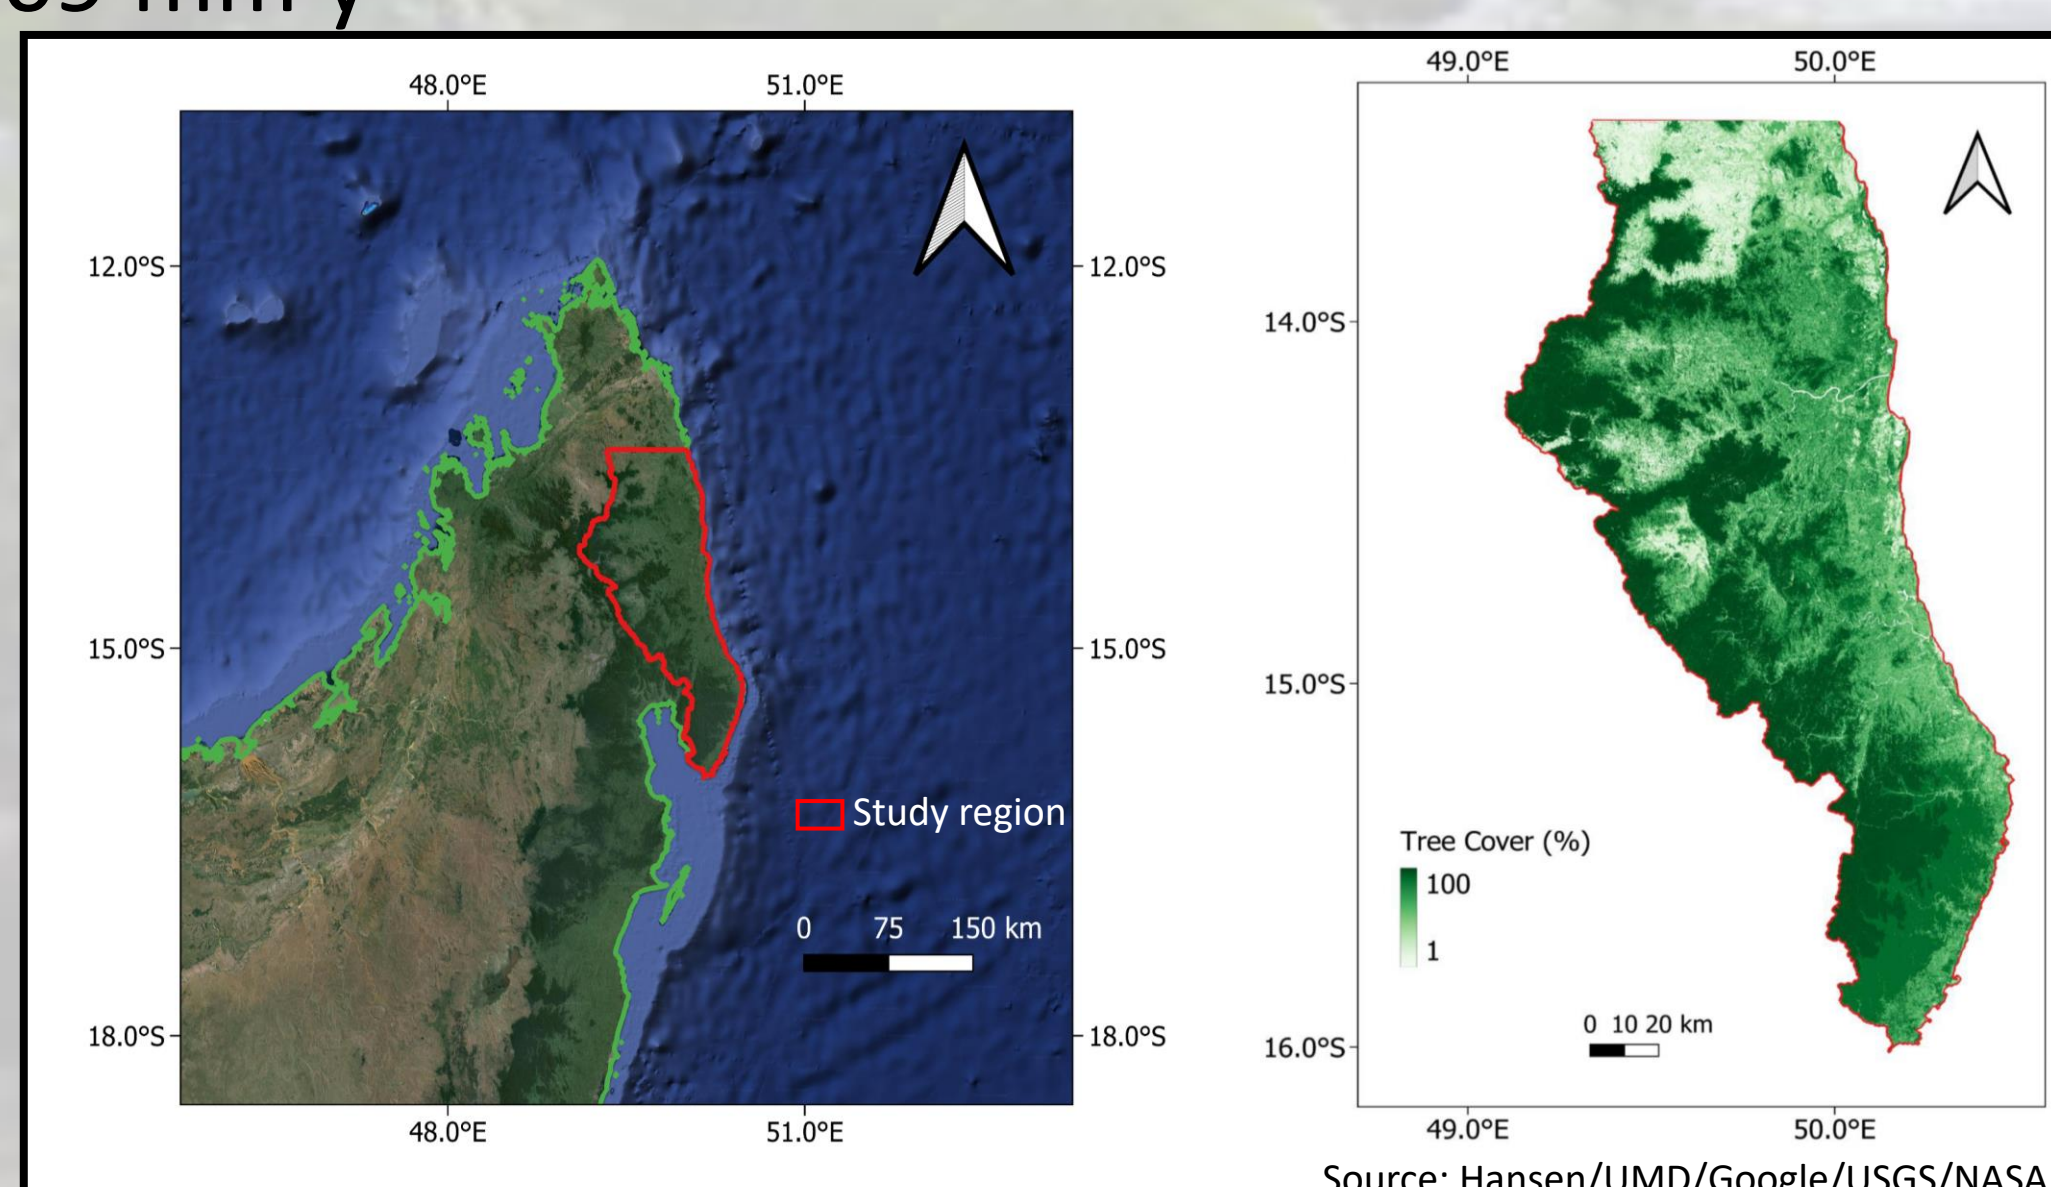 48.0°E 51.0°E
12.0°S 12.0°S
15.0°S 15.0°S
Study region
0 75 150 km
18.0°S 18.0°S
48.0°E 51.0°E
49.0°E 50.0°E
14.0°S
15.0°S
Tree Cover (%)
100
1
0 10 20 km
16.0°S
49.0°E 50.0°E
Source: Hansen/UMD/Google/USGS/NASA